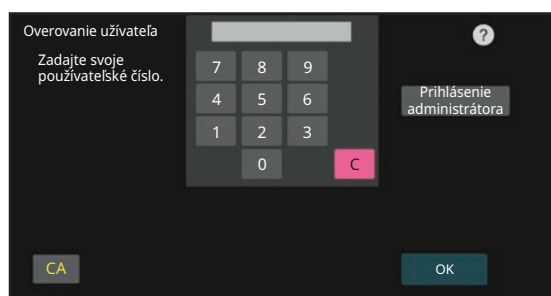 Overovanie užívateľa
?
Zadajte svoje
používateľské číslo.
7 8 9
4 5 6
1 2 3
0 C
Prihlásenie
administrátora
CA
OK